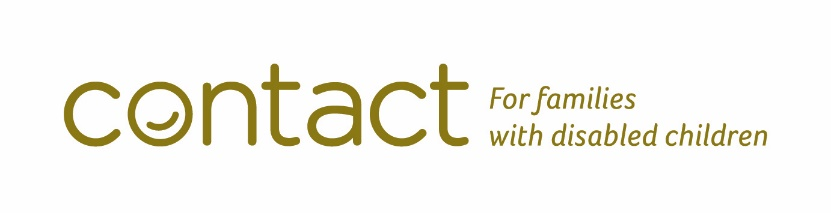 contact
For families
with disabled children